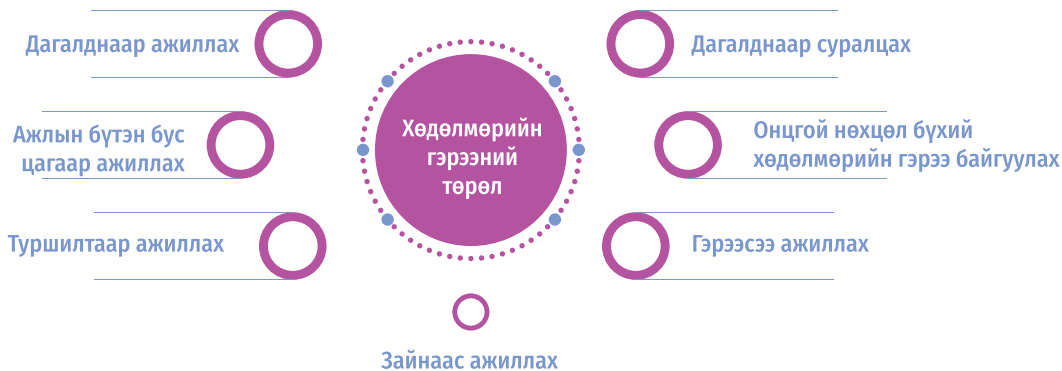 Дагалднаар ажиллах
Ажлын бүтэн бус
цагаар ажиллах
Туршилтаар ажиллах
Хөдөлмөрийн
гэрээний
төрөл
Дагалднаар суралцах
Онцгой нөхцөл бүхий
хөдөлмөрийн гэрээ байгуулах
Гэрээсээ ажиллах
Зайнаас ажиллах